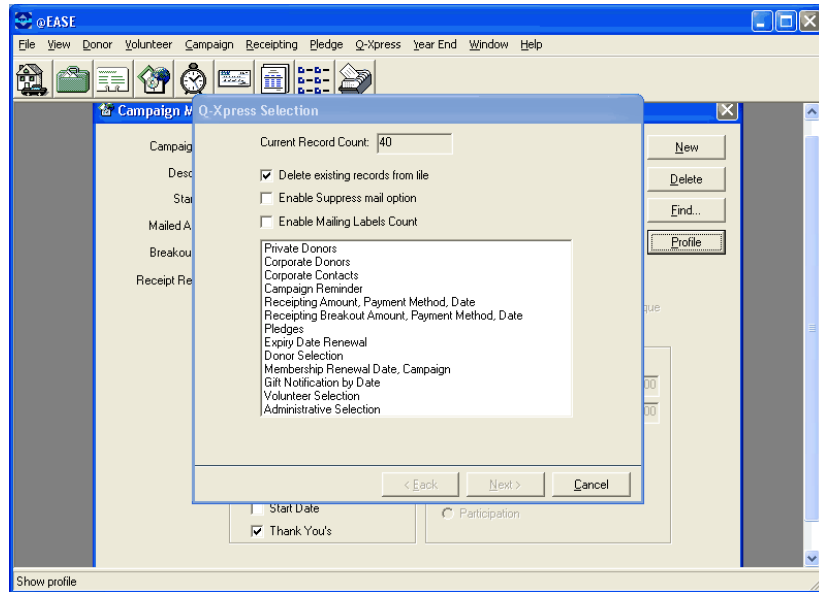 @EASE
File View Donor Volunteer Campaign Receipting Pledge Q-Xpress Year End Window Help
Campaign M
Q-Xpress Selection
Campaig
Current Record Count: 40
New
Desc
Delete existing records from file
Delete
Star
Enable Suppress mail option
Find...
Mailed A
Enable Mailing Labels Count
Profile
Breakou
Receipt Re
Private Donors
Corporate Donors
Corporate Contacts
Campaign Reminder
Receipting Amount, Payment Method, Date
Receipting Breakout Amount, Payment Method, Date
Pledges
Expiry Date Renewal
Donor Selection
Membership Renewal Date, Campaign
Gift Notification by Date
Volunteer Selection
Administrative Selection
que
00
00
< Back
Next >
Cancel
Start Date
Participation
Thank You's
Show profile